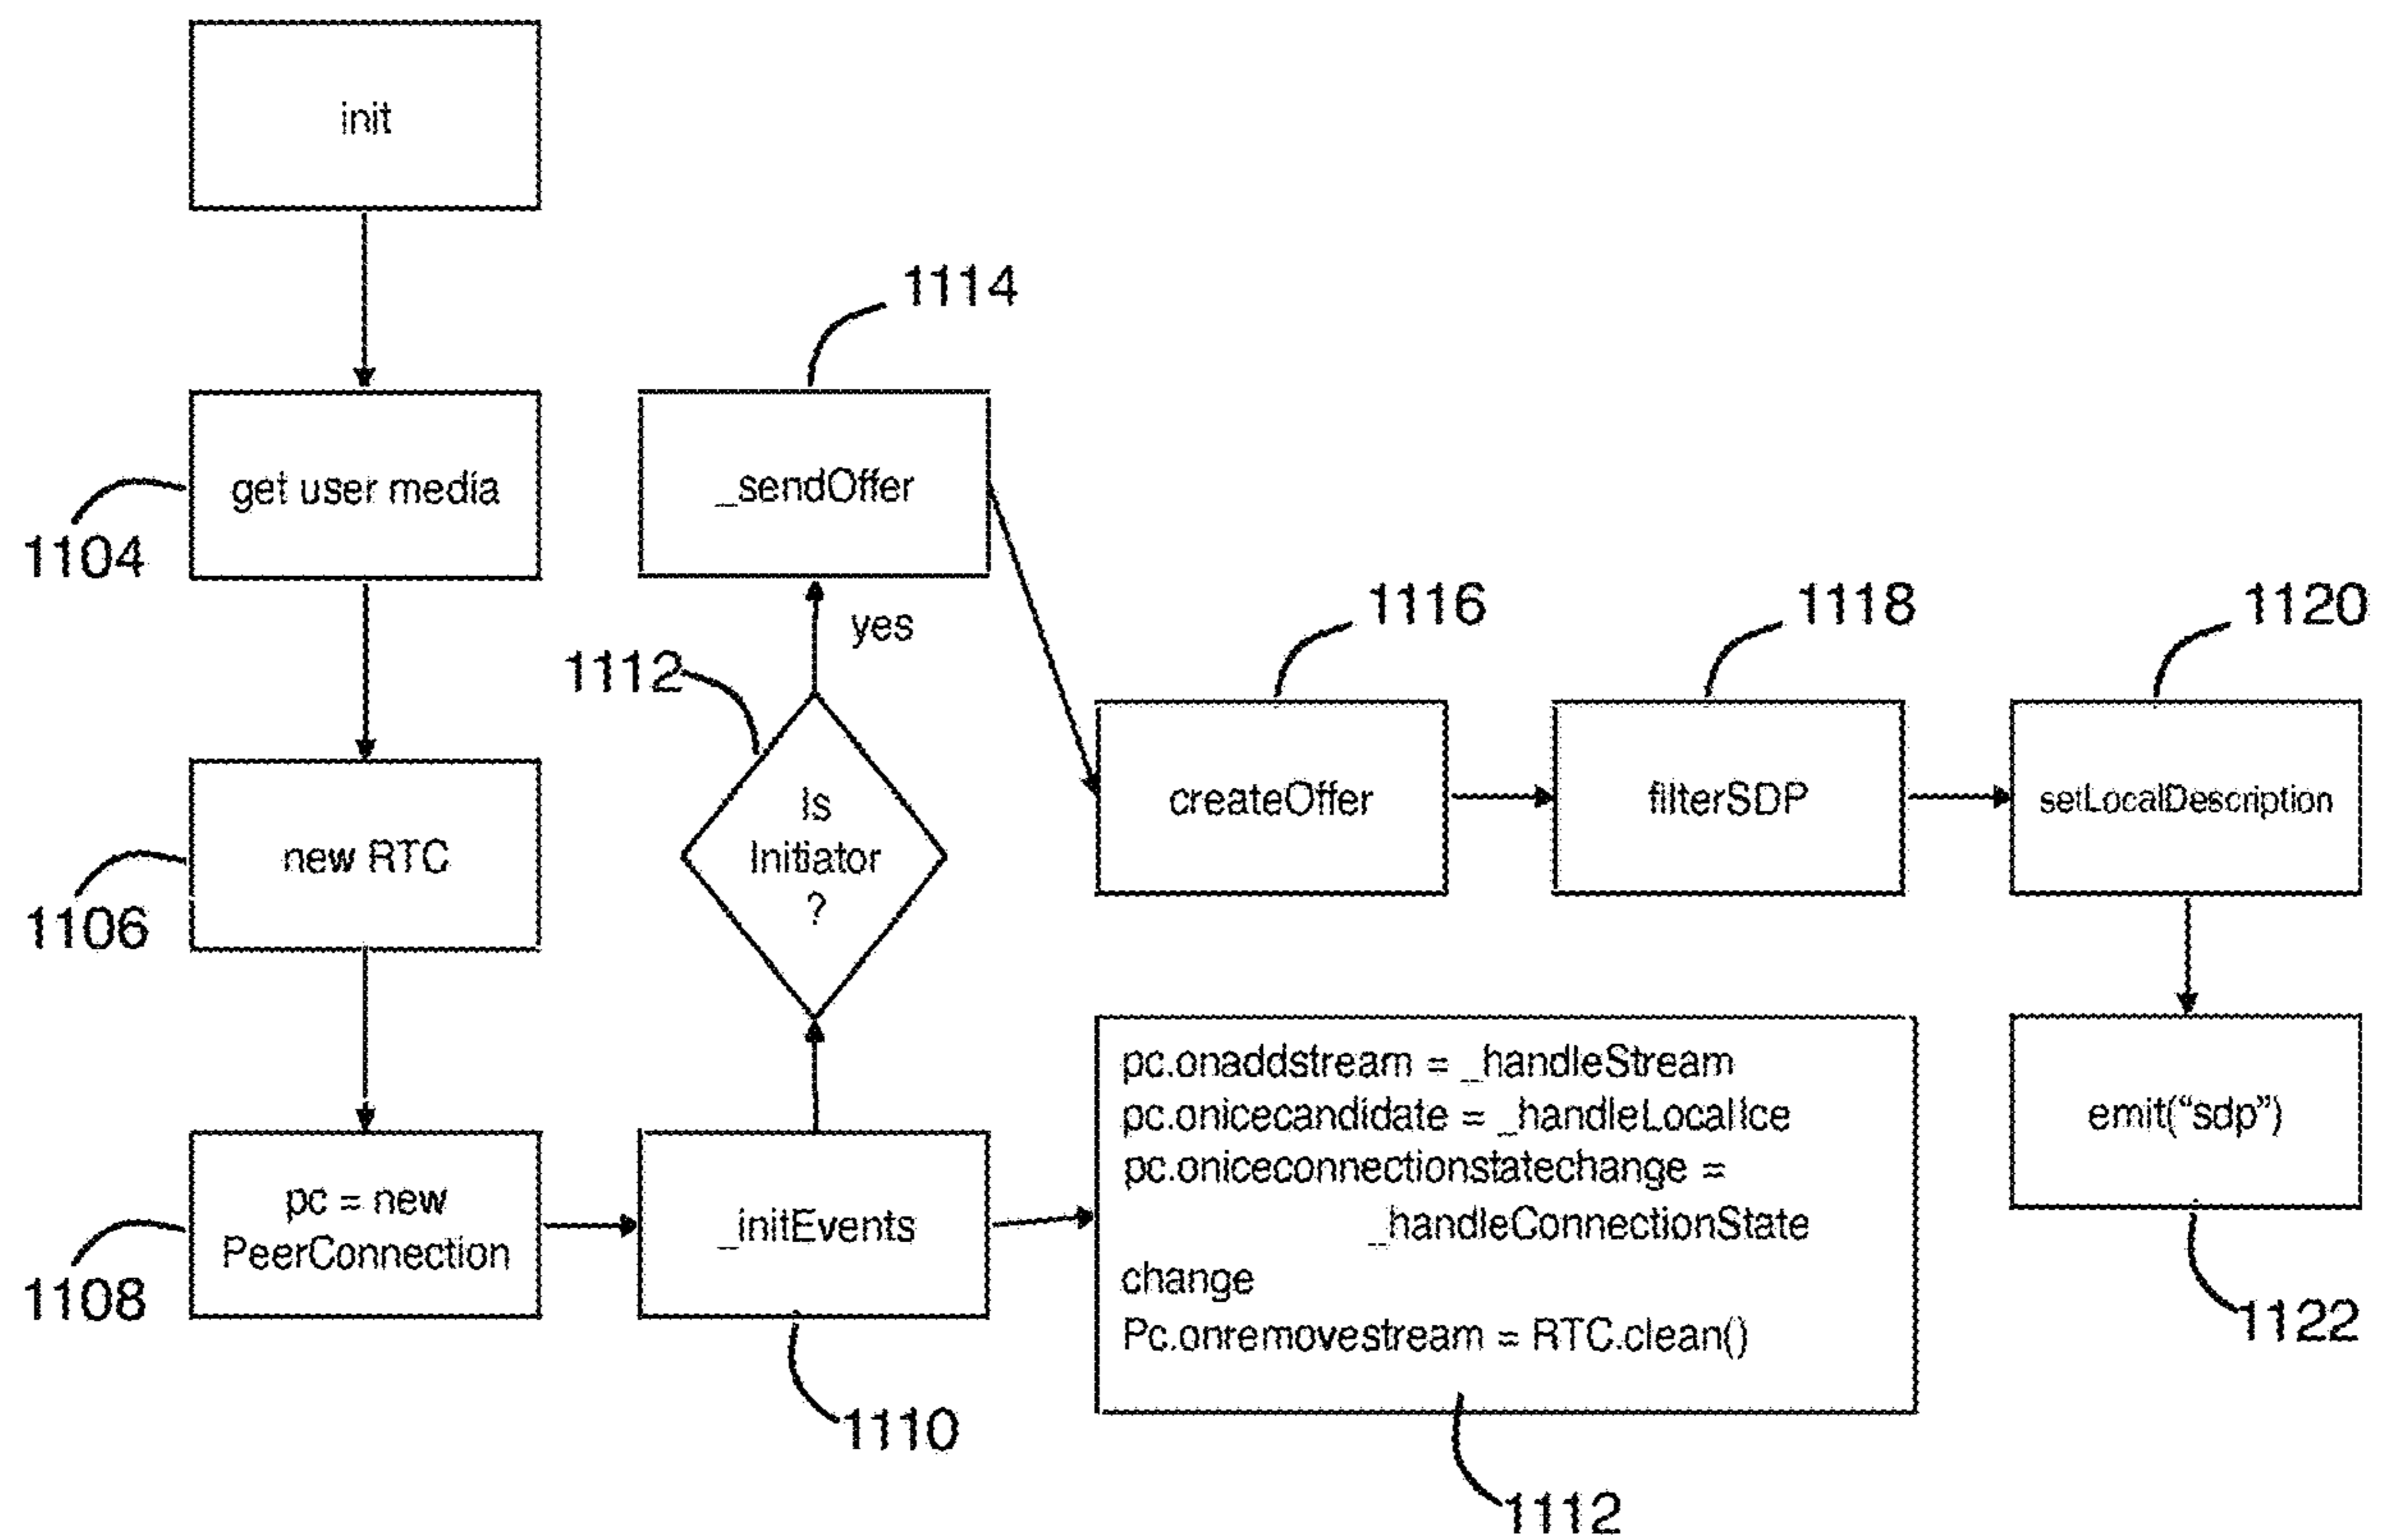 init
1114
get user media
_sendOffer
1104
yes
1116
1118
1120
1112
Is
Initiator
?
createOffer
filterSDP
setLocalDescription
new RTC
1106
pc = new
PeerConnection
1108
_initEvents
1110
pc.onaddstream = _handleStream
pc.onicecandidate = _handleLocalIce
pc.oniceconnectionstatechange =
_handleConnectionState
change
Pc.onremovestream = RTC.clean()
1112
emit(“sdp”)
1122